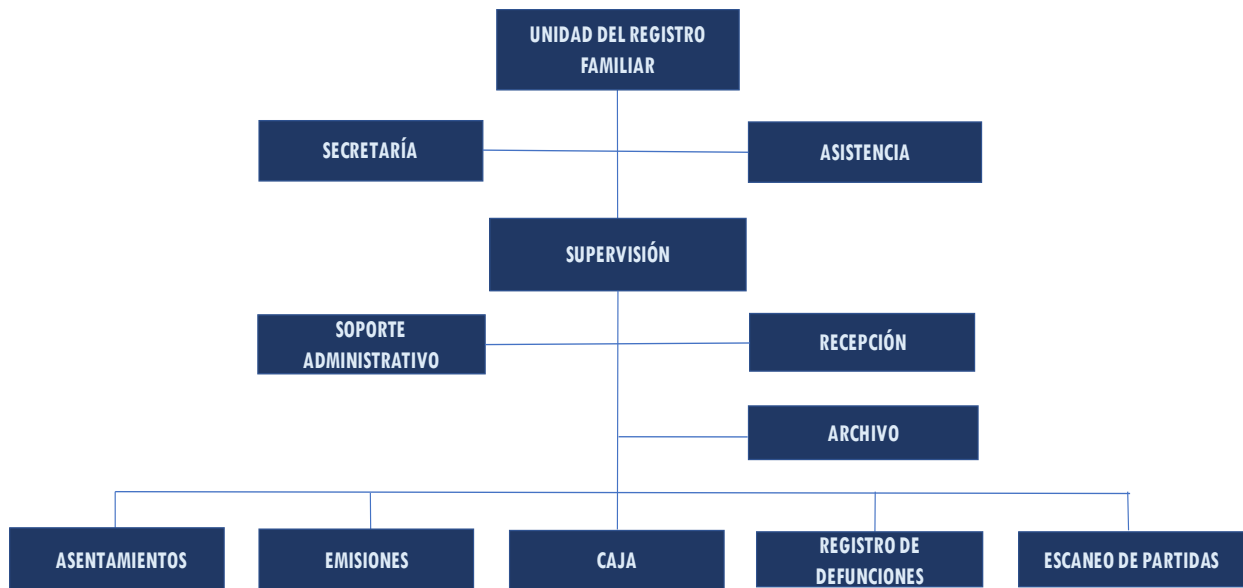 UNIDAD DEL REGISTRO
FAMILIAR
SECRETARÍA
ASISTENCIA
SUPERVISIÓN
SOPORTE
ADMINISTRATIVO
RECEPCIÓN
ARCHIVO
ASENTAMIENTOS
EMISIONES
CAJA
REGISTRO DE
DEFUNCIONES
ESCANEO DE PARTIDAS